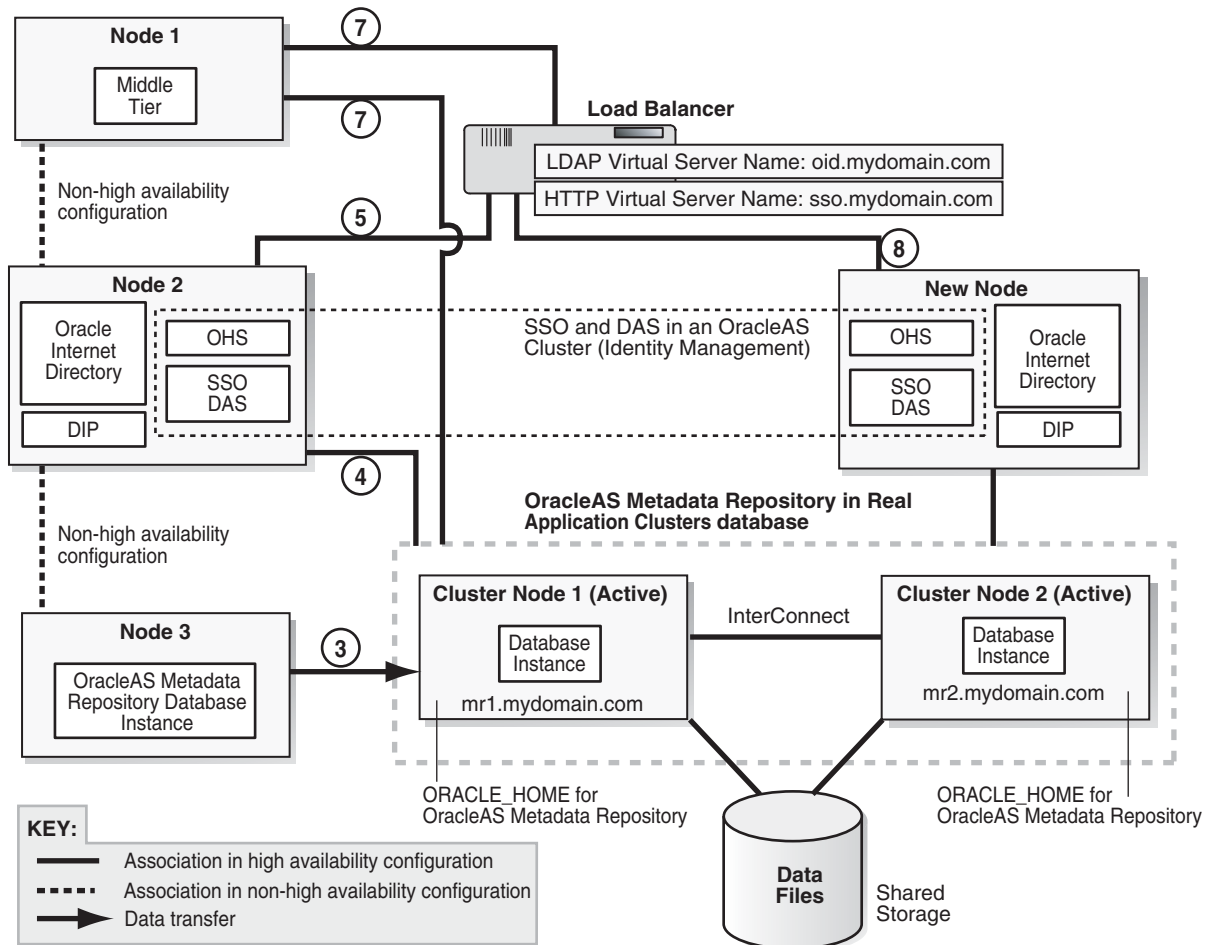 Node 1
Middle
Tier
7
7
Load Balancer
LDAP Virtual Server Name: oid.mydomain.com
HTTP Virtual Server Name: sso.mydomain.com
Non-high availability
configuration
5
8
Node 2
Oracle
Internet
Directory
DIP
OHS
SSO
DAS
SSO and DAS in an OracleAS
Cluster (Identity Management)
New Node
OHS
SSO
DAS
Oracle
Internet
Directory
DIP
4
Non-high availability
configuration
OracleAS Metadata Repository in Real
Application Clusters database
Node 3
OracleAS Metadata
Repository Database
Instance
3
Cluster Node 1 (Active)
Database
Instance
mr1.mydomain.com
InterConnect
Cluster Node 2 (Active)
Database
Instance
mr2.mydomain.com
ORACLE_HOME for
OracleAS Metadata Repository
ORACLE_HOME for
OracleAS Metadata Repository
Data
Files
Shared
Storage
KEY:
Association in high availability configuration
Association in non-high availability configuration
Data transfer